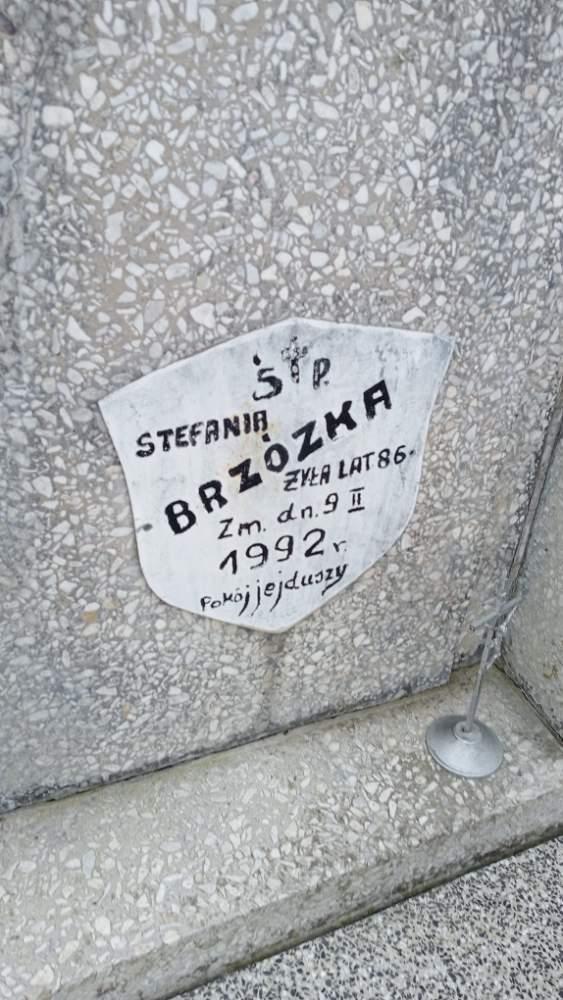 Ś † P.
STEFANIA
BRZÓZKA
ŻYŁA LAT 86.
Zm. dn. 9 II
1992 r.
Pokój jej duszy